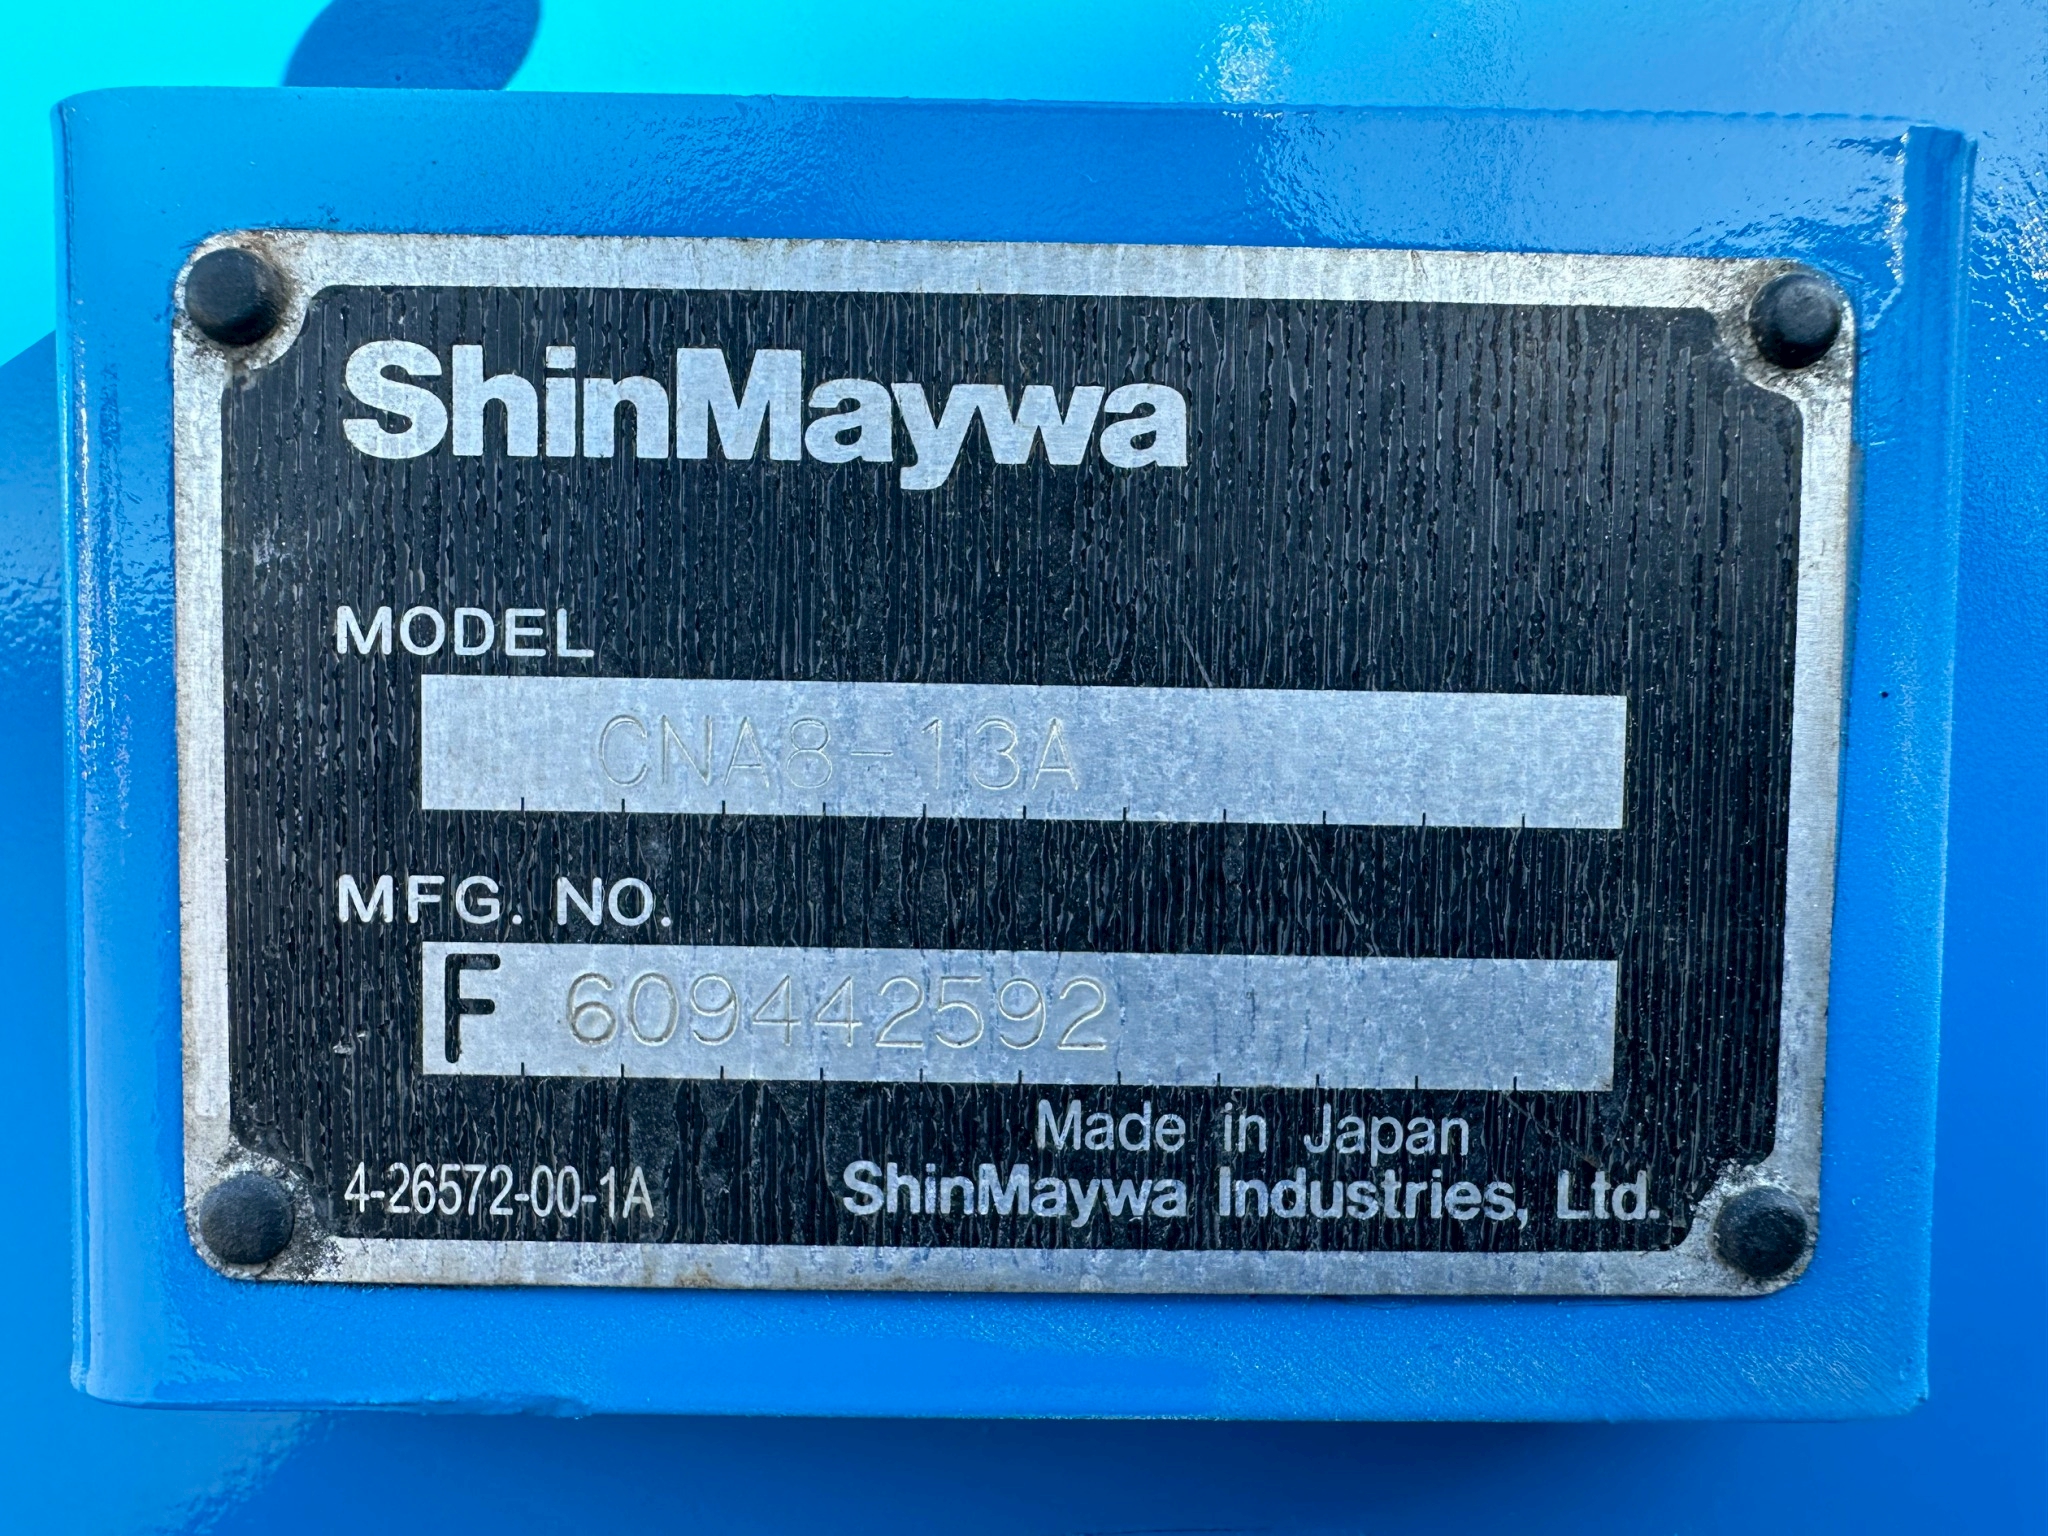 ShinMaywa
MODEL
CNA8-13A
MFG. NO.
F 609442592
Made in Japan
4-26572-00-1A ShinMaywa Industries, Ltd.